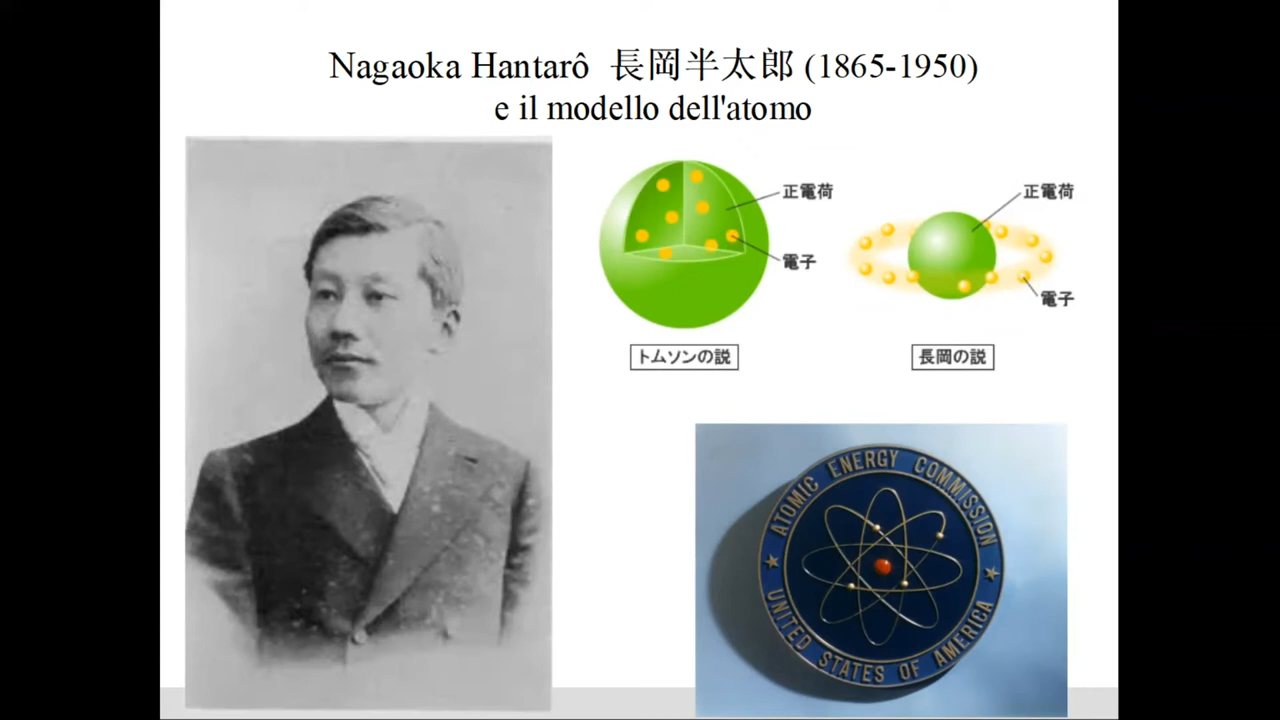 Nagaoka Hantarô 長岡半太郎 (1865-1950)
e il modello dell'atomo
正電荷
電子
トムソンの説
正電荷
電子
長岡の説
ATOMIC ENERGY COMMISSION
UNITED STATES OF AMERICA